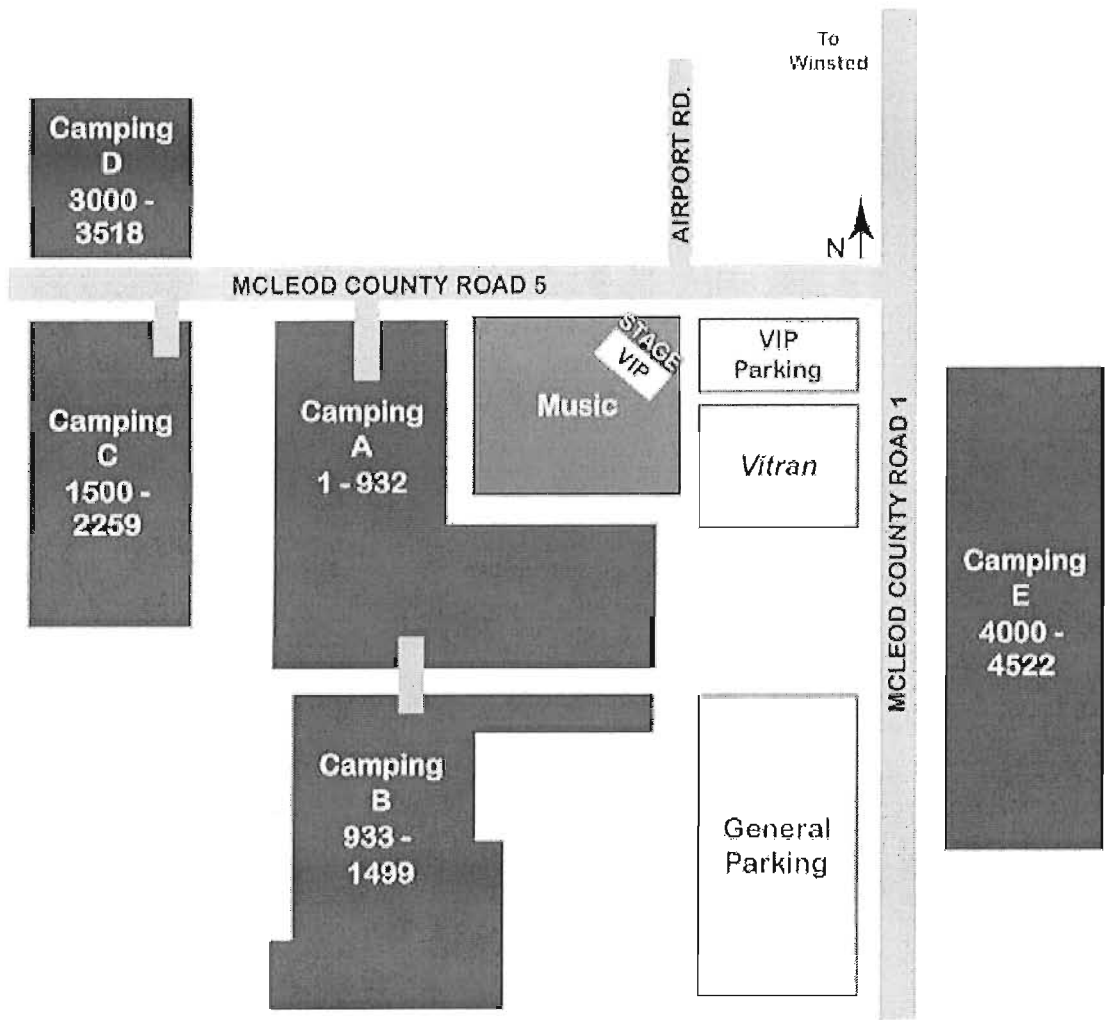 To
Winsted
AIRPORT RD.
Camping
D
3000 -
3518
N
MCLEOD COUNTY ROAD 5
STAGE
VIP
Music
VIP
Parking
Vitran
MCLEOD COUNTY ROAD 1
Camping
C
1500 -
2259
Camping
A
1 - 932
Camping
E
4000 -
4522
Camping
B
933 -
1499
General
Parking